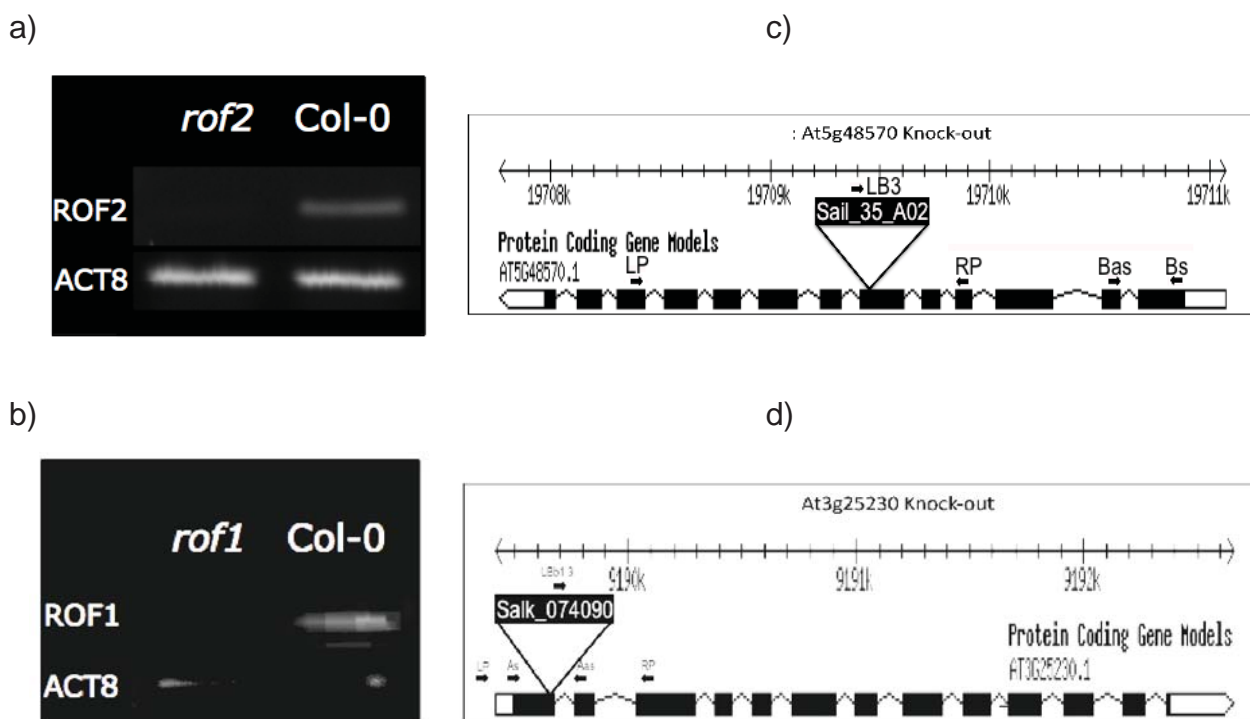 a)
rof2 Col-0
ROF2
ACT8
c)
: At5g48570 Knock-out
19708k 19709k 19710k 19711k
LB3
Sail_35_A02
Protein Coding Gene Models
AT5G48570.1
LP RP Bas Bs
b)
rof1 Col-0
ROF1
ACT8
d)
At3g25230 Knock-out
9190k 9191k 9192k
LBb1.3
Salk_074090
Protein Coding Gene Models
AT3G25230.1
LP As Aas RP